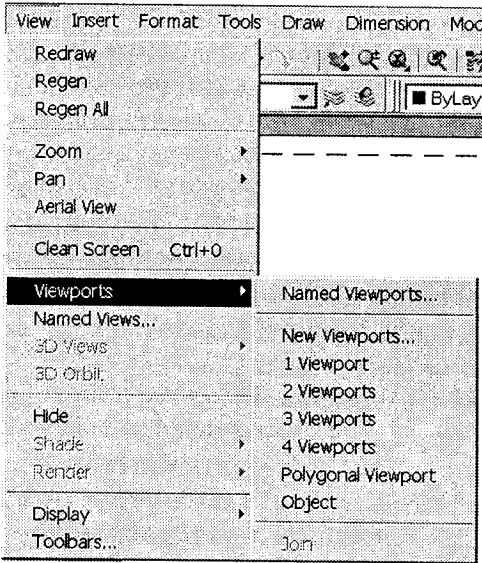 View Insert Format Tools Draw Dimension Mod
Redraw
Regen
Regen All
ByLay
Zoom
Pan
Aerial View
Clean Screen Ctrl+0
Viewports
Named Views...
3D Views
3D Orbit
Hide
Shade
Render
Display
Toolbars...
Named Viewports...
New Viewports...
1 Viewport
2 Viewports
3 Viewports
4 Viewports
Polygonal Viewport
Object
Join